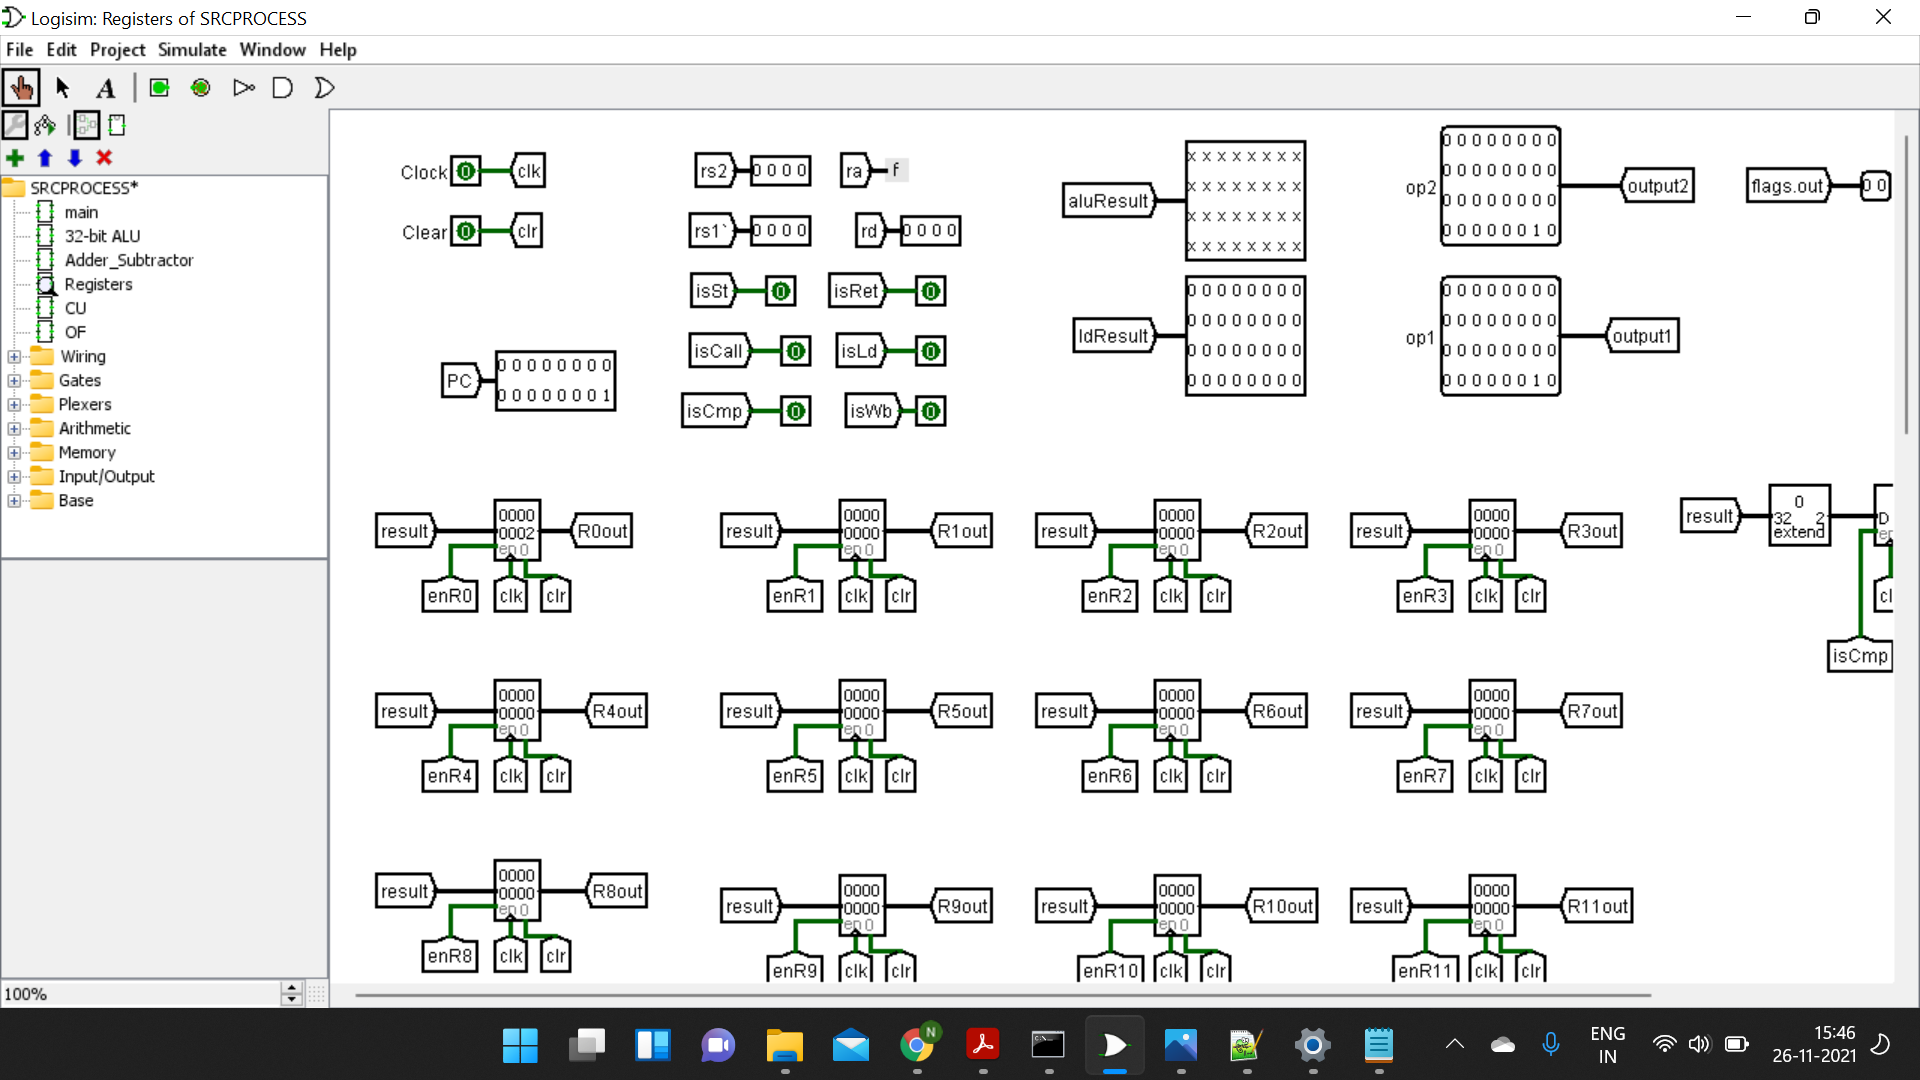 Logisim: Registers of SRCPROCESS
File Edit Project Simulate Window Help
A
SRCPROCESS*
main
32-bit ALU
Adder_Subtractor
Registers
CU
OF
Wiring
Gates
Plexers
Arithmetic
Memory
Input/Output
Base
100%
Clock 0 clk
Clear 0 clr
PC 0 0 0 0 0 0 0 0
0 0 0 0 0 0 0 1
rs2 0 0 0 0
ra f
rs1` 0 0 0 0
rd 0 0 0 0
isSt 0
isRet 0
isCall 0
isLd 0
isCmp 0
isWb 0
aluResult x x x x x x x x
x x x x x x x x
x x x x x x x x
x x x x x x x x
ldResult 0 0 0 0 0 0 0 0
0 0 0 0 0 0 0 0
0 0 0 0 0 0 0 0
0 0 0 0 0 0 0 0
op2 0 0 0 0 0 0 0 0
0 0 0 0 0 0 0 0
0 0 0 0 0 0 0 0
0 0 0 0 0 0 1 0
output2
op1 0 0 0 0 0 0 0 0
0 0 0 0 0 0 0 0
0 0 0 0 0 0 0 0
0 0 0 0 0 0 1 0
output1
flags.out 0 0
result 0000 0002 en 0 R0out
enR0 clk clr
result 0000 0000 en 0 R1out
enR1 clk clr
result 0000 0000 en 0 R2out
enR2 clk clr
result 0000 0000 en 0 R3out
enR3 clk clr
result 0 32 2 extend D en
cl
isCmp
result 0000 0000 en 0 R4out
enR4 clk clr
result 0000 0000 en 0 R5out
enR5 clk clr
result 0000 0000 en 0 R6out
enR6 clk clr
result 0000 0000 en 0 R7out
enR7 clk clr
result 0000 0000 en 0 R8out
enR8 clk clr
result 0000 0000 en 0 R9out
enR9 clk clr
result 0000 0000 en 0 R10out
enR10 clk clr
result 0000 0000 en 0 R11out
enR11 clk clr
N
ENG
IN
15:46
26-11-2021